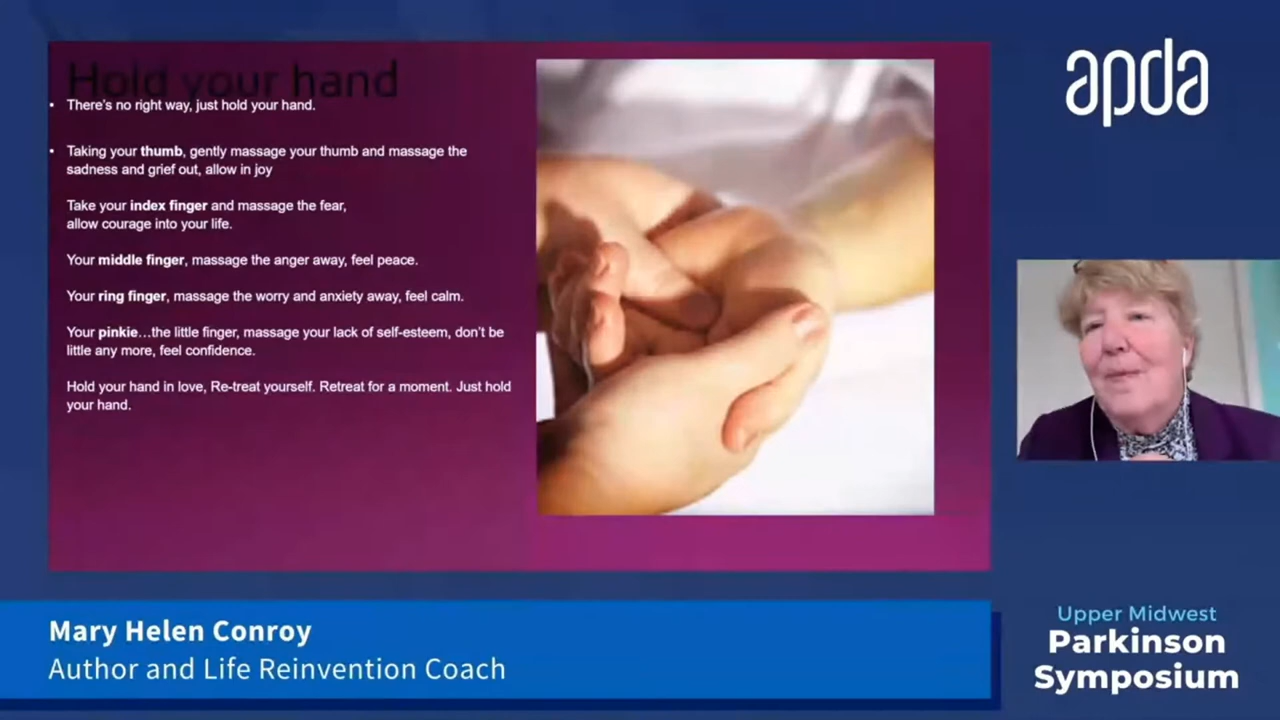 Hold your hand
• There's no right way, just hold your hand.
• Taking your thumb, gently massage your thumb and massage the
sadness and grief out, allow in joy
Take your index finger and massage the fear,
allow courage into your life.
Your middle finger, massage the anger away, feel peace.
Your ring finger, massage the worry and anxiety away, feel calm.
Your pinkie...the little finger, massage your lack of self-esteem, don't be
little any more, feel confidence.
Hold your hand in love, Re-treat yourself. Retreat for a moment. Just hold
your hand.
apda
Mary Helen Conroy
Author and Life Reinvention Coach
Upper Midwest
Parkinson
Symposium